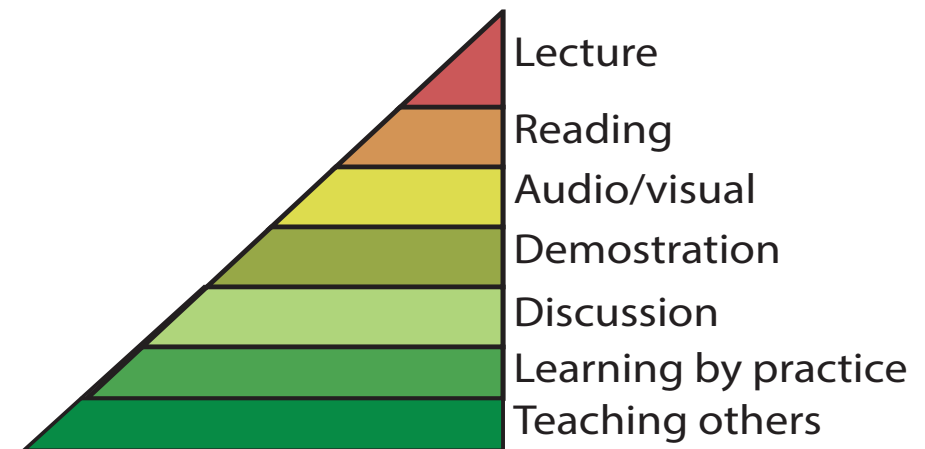 Lecture
Reading
Audio/visual
Demostration
Discussion
Learning by practice
Teaching others